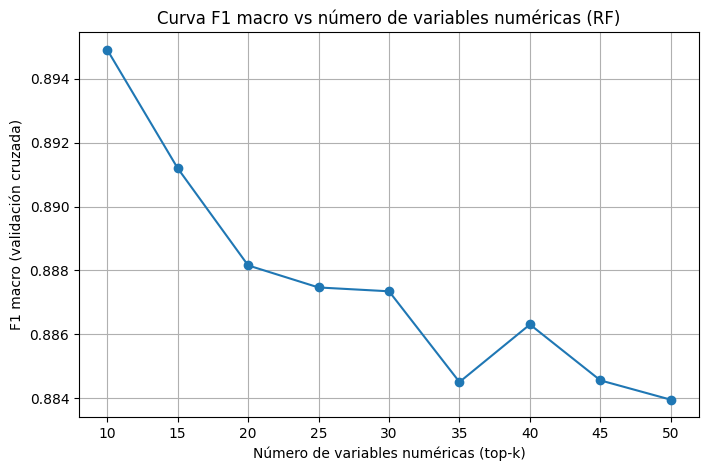 Curva F1 macro vs número de variables numéricas (RF)
F1 macro (validación cruzada)
0.894
0.892
0.890
0.888
0.886
0.884
10 15 20 25 30 35 40 45 50
Número de variables numéricas (top-k)